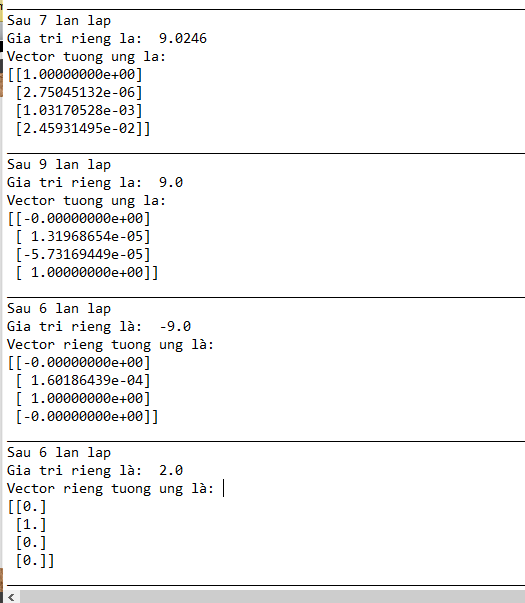 Sau 7 lan lap
Gia tri rieng la:  9.0246
Vector tuong ung la:
[[1.00000000e+00]
 [2.75045132e-06]
 [1.03170528e-03]
 [2.45931495e-02]]
Sau 9 lan lap
Gia tri rieng la:  9.0
Vector tuong ung la:
[[-0.00000000e+00]
 [ 1.31968654e-05]
 [-5.73169449e-05]
 [ 1.00000000e+00]]
Sau 6 lan lap
Gia tri rieng là:  -9.0
Vector rieng tuong ung là:
[[-0.00000000e+00]
 [ 1.60186439e-04]
 [ 1.00000000e+00]
 [-0.00000000e+00]]
Sau 6 lan lap
Gia tri rieng là:  2.0
Vector rieng tuong ung là:
[[0.]
 [1.]
 [0.]
 [0.]]